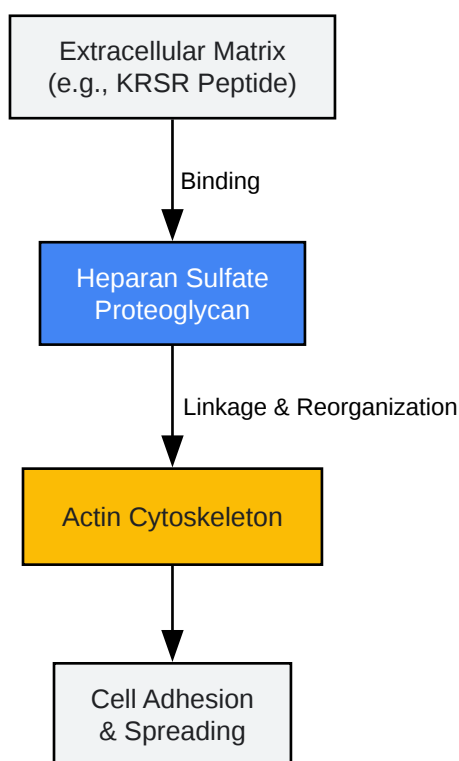 Extracellular Matrix
(e.g., KRSR Peptide)
Binding
Heparan Sulfate
Proteoglycan
Linkage & Reorganization
Actin Cytoskeleton
Cell Adhesion
& Spreading